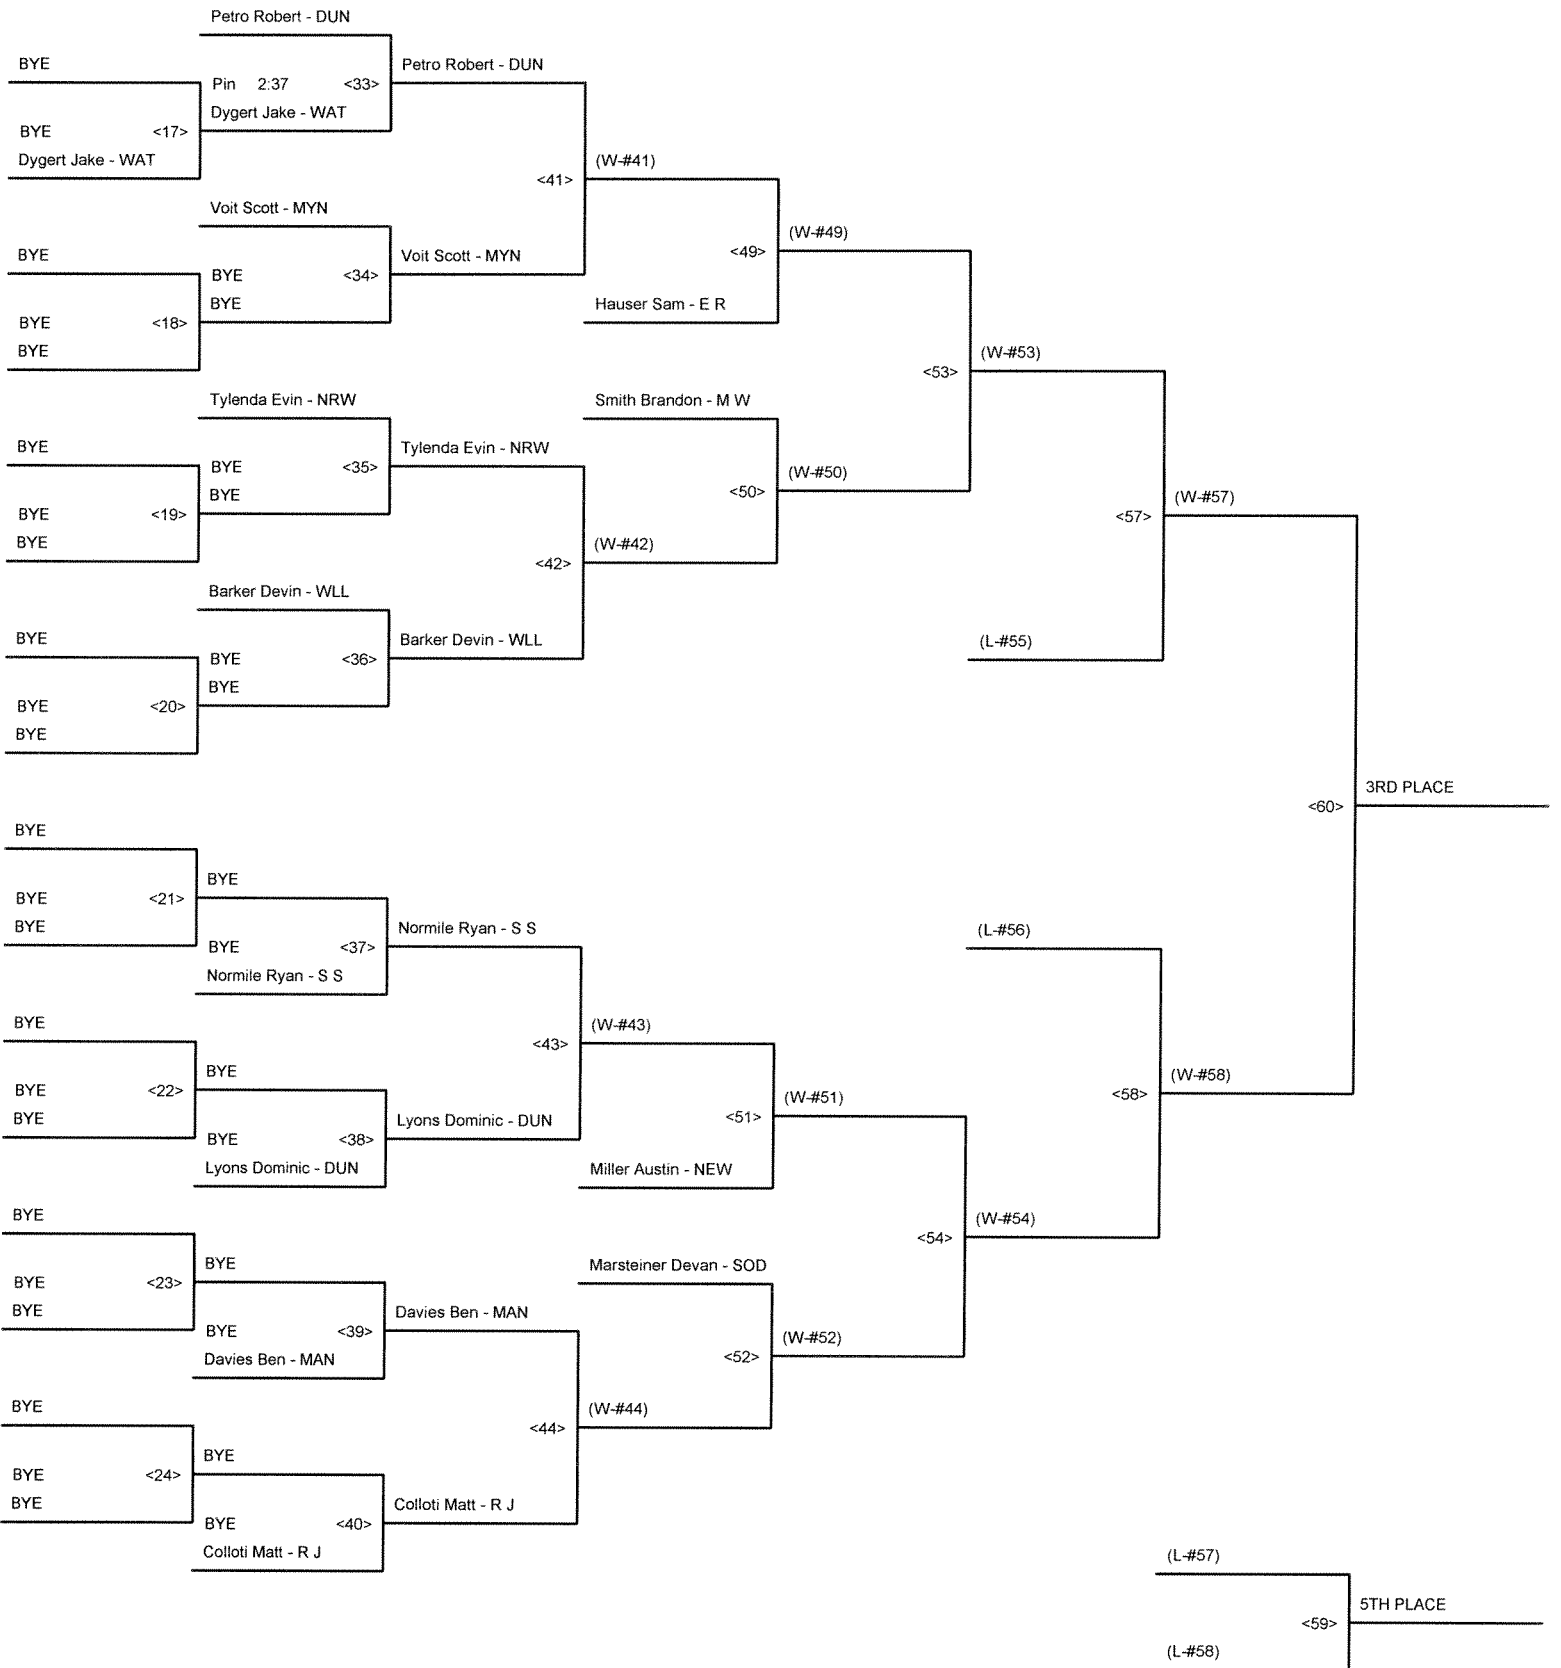 Petro Robert - DUN
BYE
Petro Robert - DUN
Pin 2:37 <33>
Dygert Jake - WAT
BYE <17>
Dygert Jake - WAT
(W-#41)
<41>
Voit Scott - MYN
(W-#49)
<49>
BYE
Voit Scott - MYN
BYE <34>
BYE
Hauser Sam - E R
BYE <18>
BYE
(W-#53)
<53>
Tylenda Evin - NRW
Smith Brandon - M W
BYE
Tylenda Evin - NRW
BYE <35>
BYE
(W-#50)
<50>
(W-#57)
<57>
BYE <19>
BYE
(W-#42)
<42>
Barker Devin - WLL
BYE
Barker Devin - WLL
(L-#55)
BYE <36>
BYE
BYE <20>
BYE
3RD PLACE
<60>
BYE
BYE
BYE <21>
BYE
Normile Ryan - S S
(L-#56)
BYE <37>
Normile Ryan - S S
BYE
(W-#43)
<43>
BYE
(W-#58)
<58>
BYE <22>
BYE
(W-#51)
<51>
Lyons Dominic - DUN
BYE <38>
Lyons Dominic - DUN
Miller Austin - NEW
BYE
(W-#54)
<54>
BYE
Marsteiner Devan - SOD
BYE <23>
BYE
Davies Ben - MAN
BYE <39>
Davies Ben - MAN
(W-#52)
<52>
BYE
(W-#44)
<44>
BYE
BYE <24>
BYE
Colloti Matt - R J
BYE <40>
Colloti Matt - R J
(L-#57)
5TH PLACE
<59>
(L-#58)